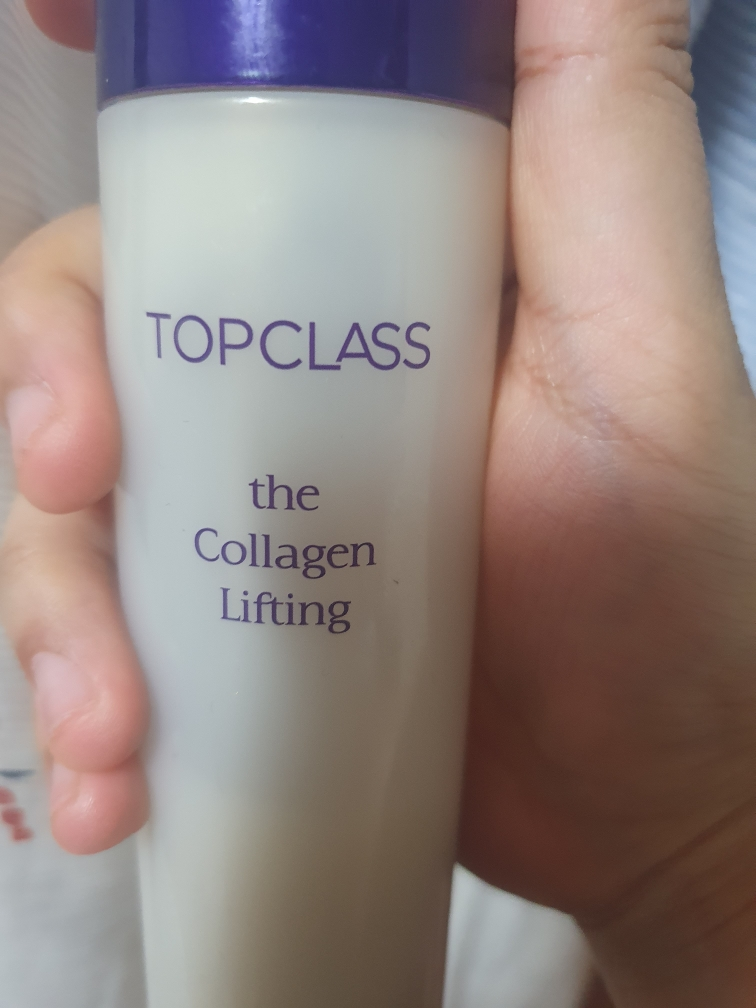 TOPCLASS
the
Collagen
Lifting